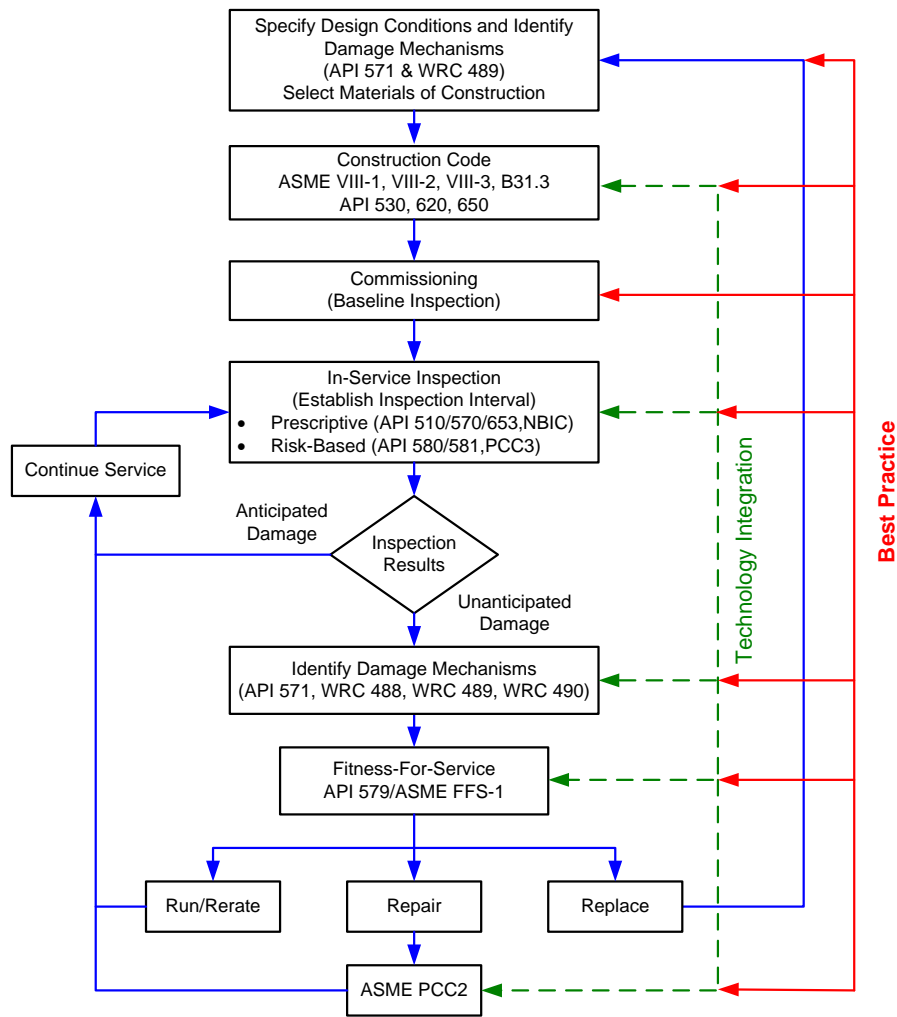 Specify Design Conditions and Identify
Damage Mechanisms
(API 571 & WRC 489)
Select Materials of Construction
Construction Code
ASME VIII-1, VIII-2, VIII-3, B31.3
API 530, 620, 650
Commissioning
(Baseline Inspection)
In-Service Inspection
(Establish Inspection Interval)
• Prescriptive (API 510/570/653,NBIC)
• Risk-Based (API 580/581,PCC3)
Continue Service
Anticipated
Damage
Inspection
Results
Unanticipated
Damage
Identify Damage Mechanisms
(API 571, WRC 488, WRC 489, WRC 490)
Fitness-For-Service
API 579/ASME FFS-1
Run/Rerate
Repair
Replace
ASME PCC2
Technology Integration
Best Practice